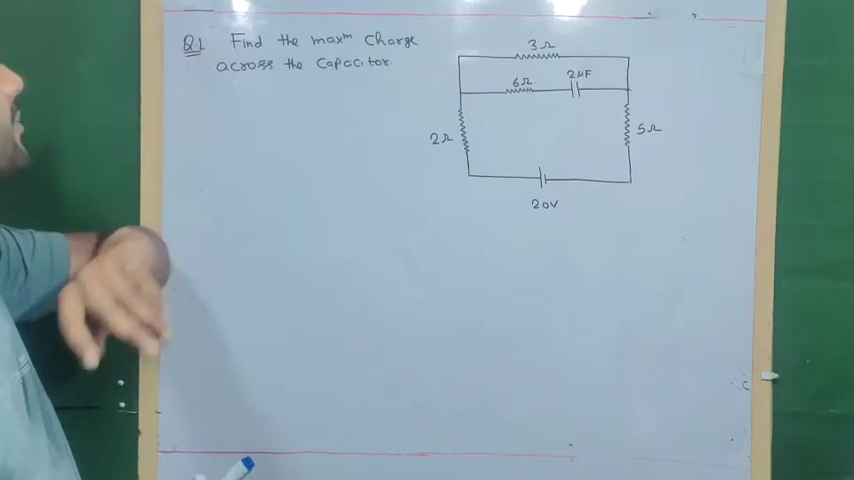 Q1 Find the maxᵐ Charge
across the Capacitor.
3Ω
6Ω 2μF
2Ω
5Ω
20V